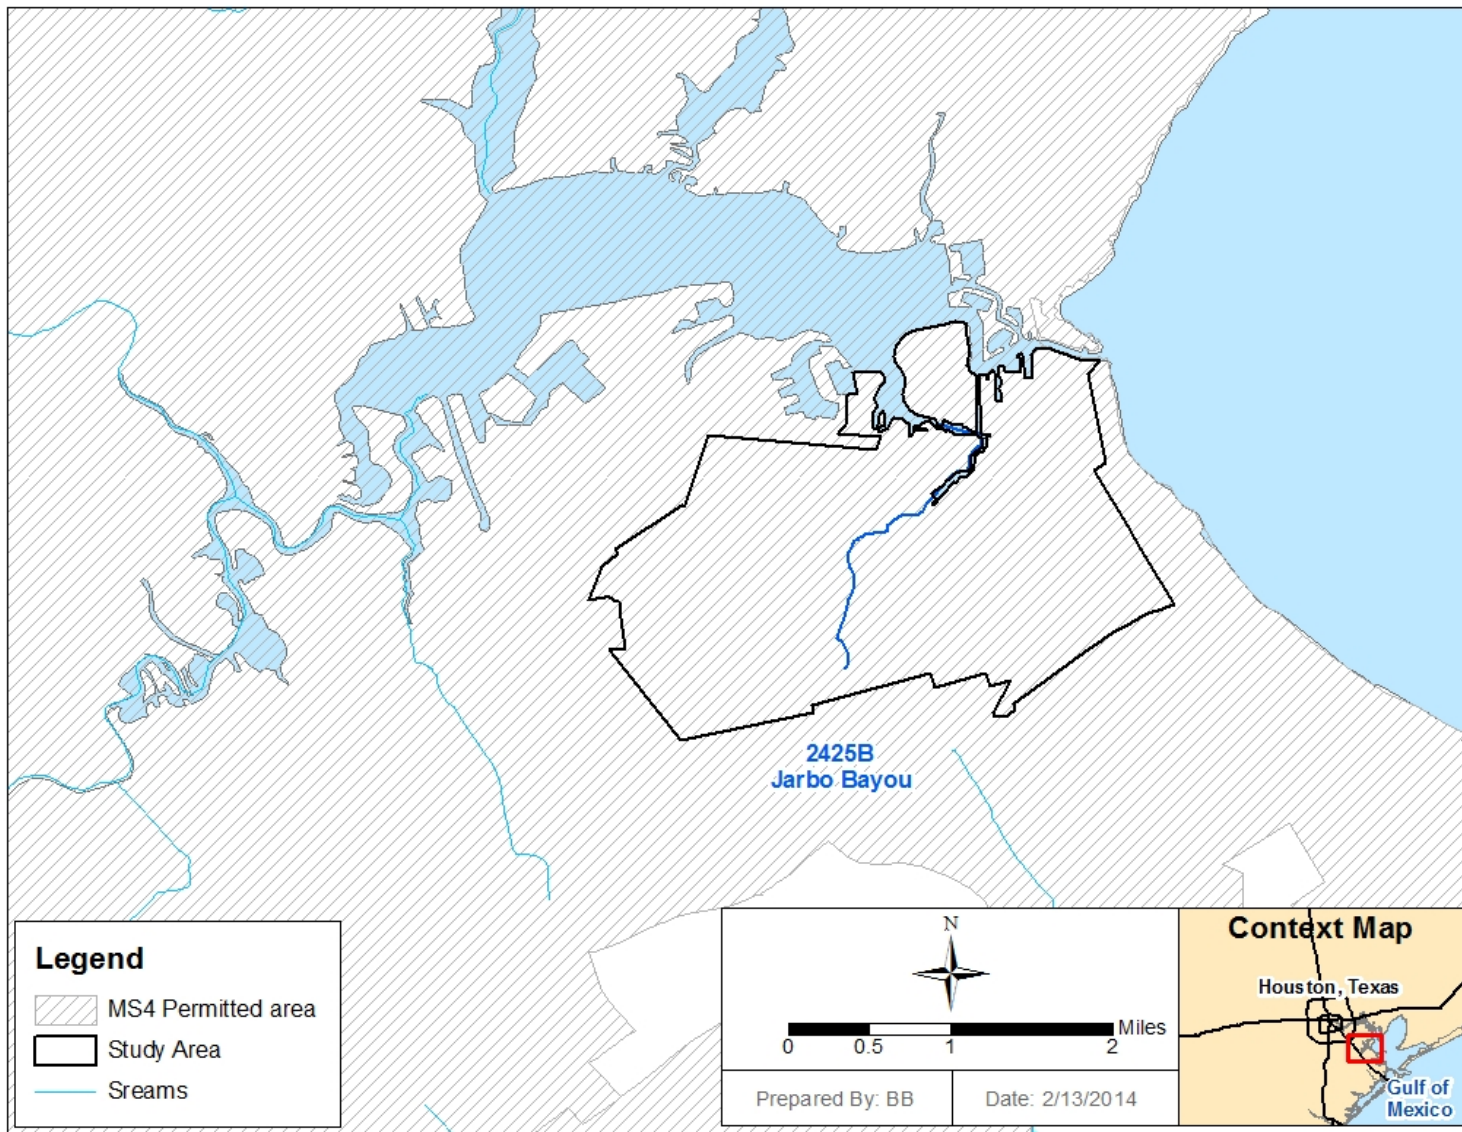 2425B
Jarbo Bayou
Legend
MS4 Permitted area
Study Area
Sreams
N
Miles
0 0.5 1 2
Prepared By: BB
Date: 2/13/2014
Context Map
Houston, Texas
Gulf of
Mexico